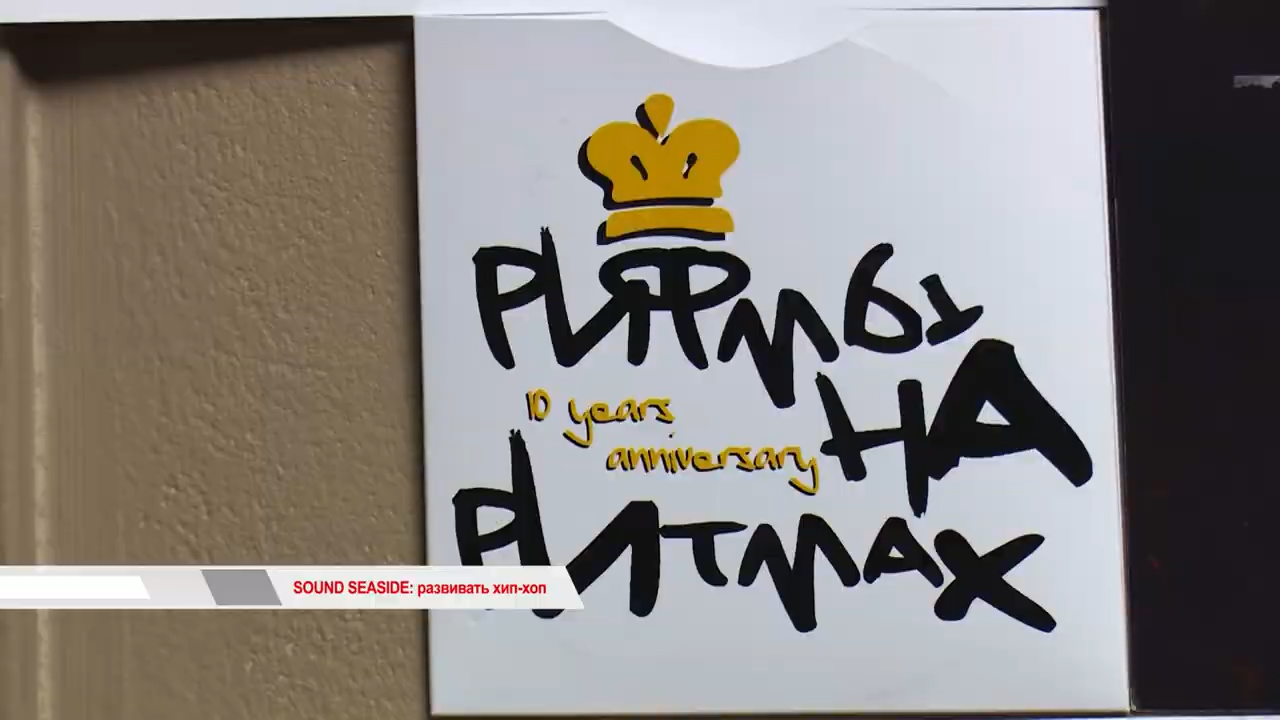 РИФМЫ
НА
10 years
anniversary
РИТМАХ
SOUND SEASIDE: развивать хип-хоп